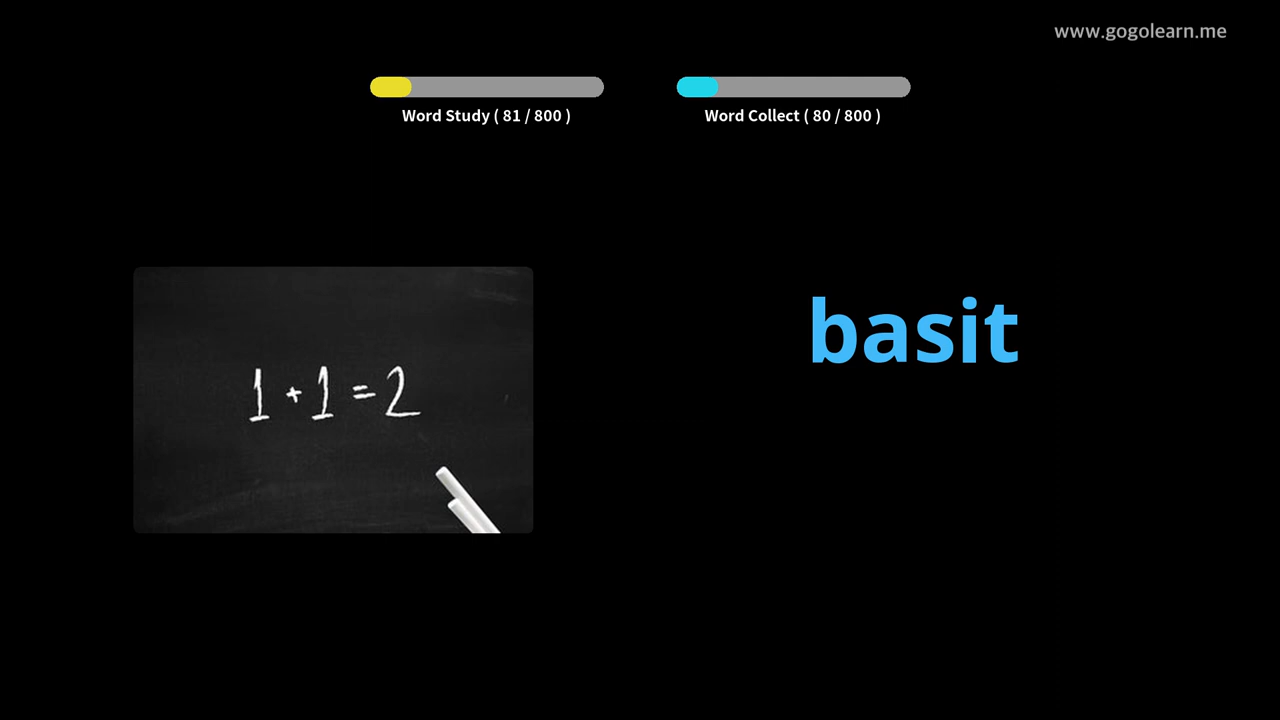 www.gogolearn.me
Word Study ( 81 / 800 )
Word Collect ( 80 / 800 )
basit
1 + 1 = 2